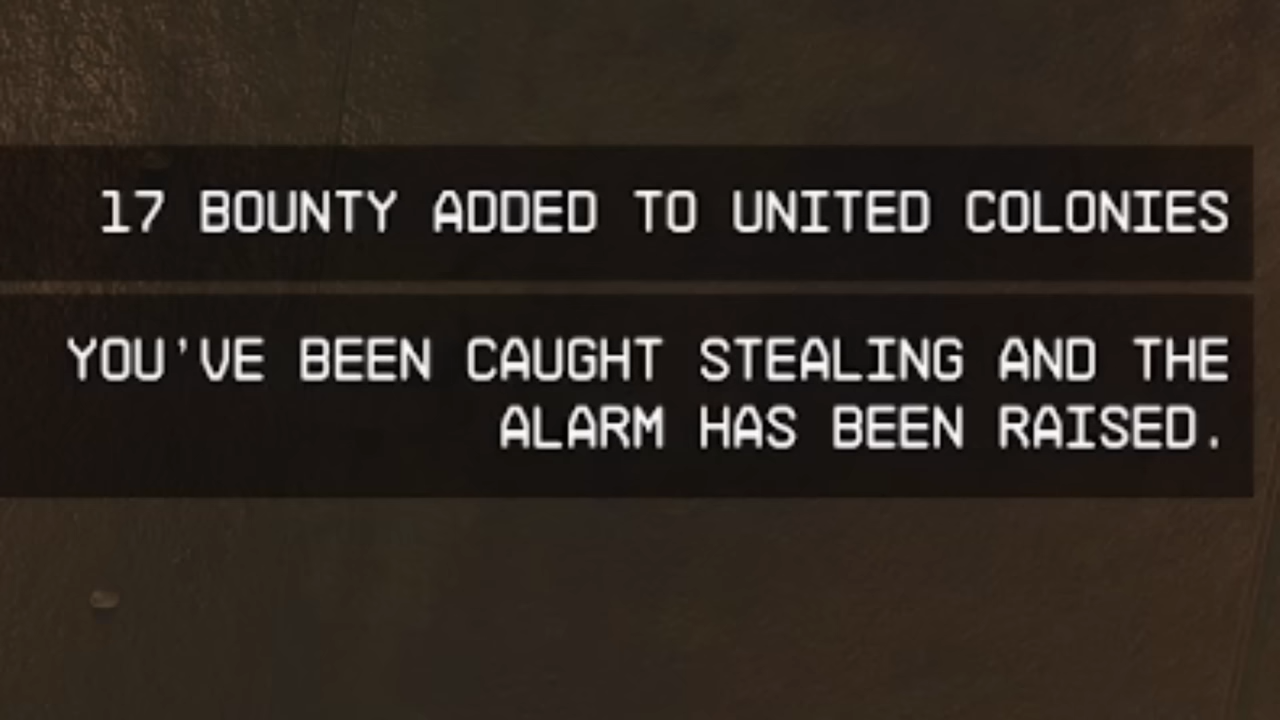 17 BOUNTY ADDED TO UNITED COLONIES
YOU'VE BEEN CAUGHT STEALING AND THE
ALARM HAS BEEN RAISED.